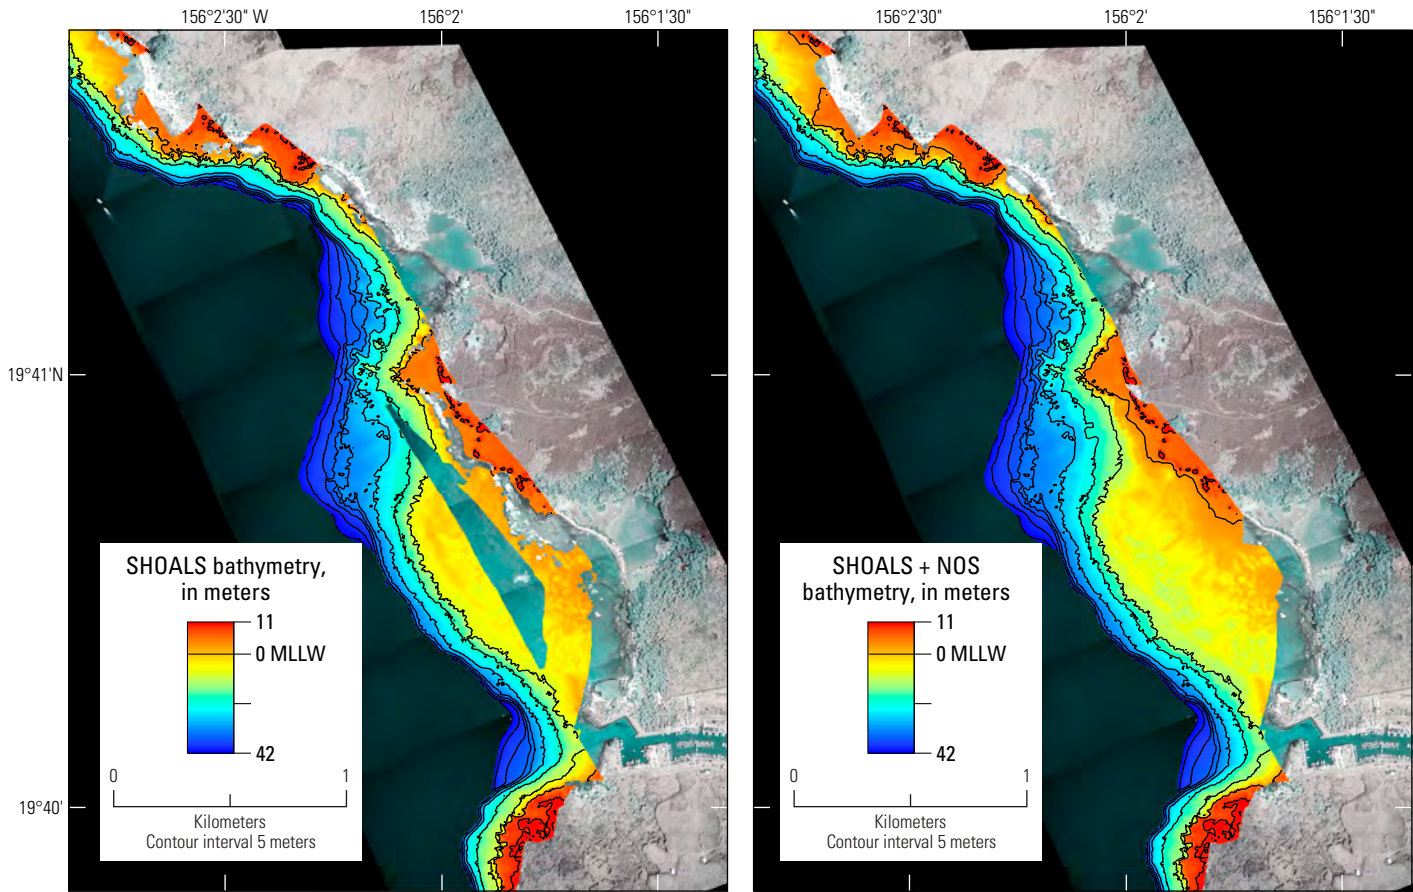 156°2'30" W
156°2'
156°1'30"
156°2'30"
156°2'
156°1'30"
19°41'N
19°40'
SHOALS bathymetry,
in meters
11
0 MLLW
42
0
1
Kilometers
Contour interval 5 meters
SHOALS + NOS
bathymetry, in meters
11
0 MLLW
42
0
1
Kilometers
Contour interval 5 meters